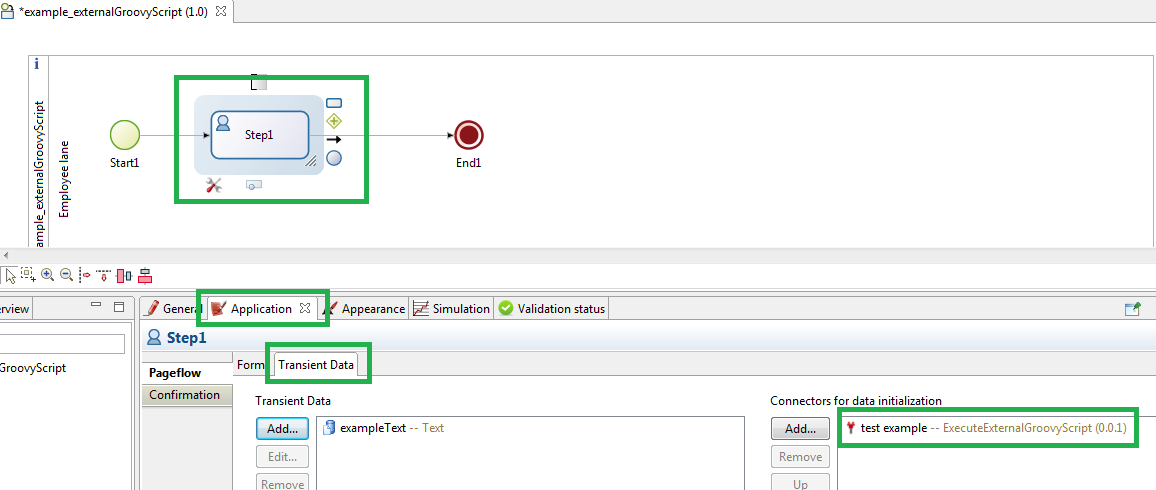 *example_externalGroovyScript (1.0)
ample_externalGroovyScript
Employee lane
Start1
Step1
End1
erview
General
Application
Appearance
Simulation
Validation status
Step1
GroovyScript
Pageflow
Confirmation
Form
Transient Data
Transient Data
Connectors for data initialization
Add...
Edit...
Remove
exampleText -- Text
Add...
Remove
Up
test example -- ExecuteExternalGroovyScript (0.0.1)